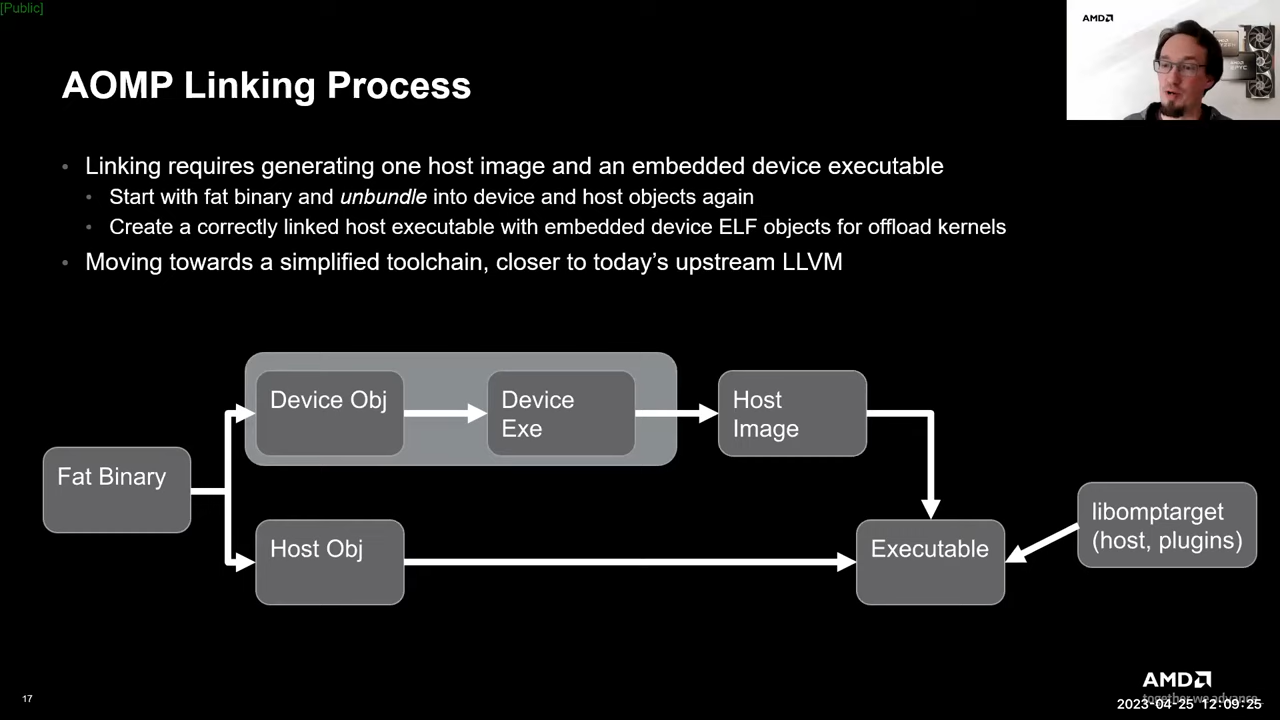 [Public]
AMD
AOMP Linking Process
• Linking requires generating one host image and an embedded device executable
• Start with fat binary and unbundle into device and host objects again
• Create a correctly linked host executable with embedded device ELF objects for offload kernels
• Moving towards a simplified toolchain, closer to today’s upstream LLVM
Device Obj
Device
Exe
Host
Image
Fat Binary
Host Obj
Executable
libomptarget
(host, plugins)
AMD
together we advance_
17
2023-04-25 12:09:25